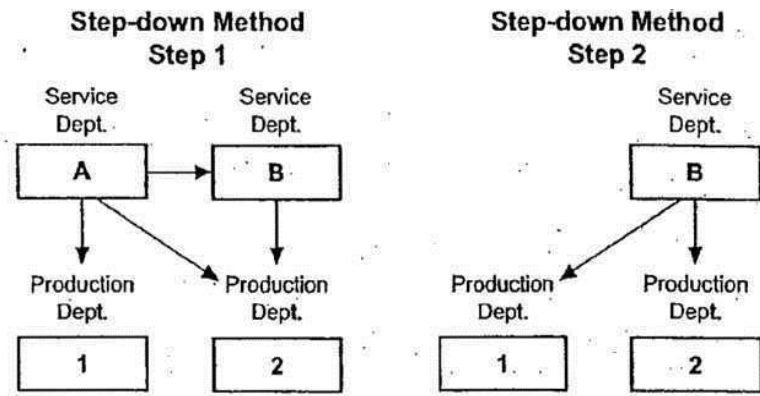 Step-down Method
Step 1
Service
Dept.
A
Service
Dept.
B
Production
Dept.
1
Production
Dept.
2
Step-down Method
Step 2
Service
Dept.
B
Production
Dept.
1
Production
Dept.
2